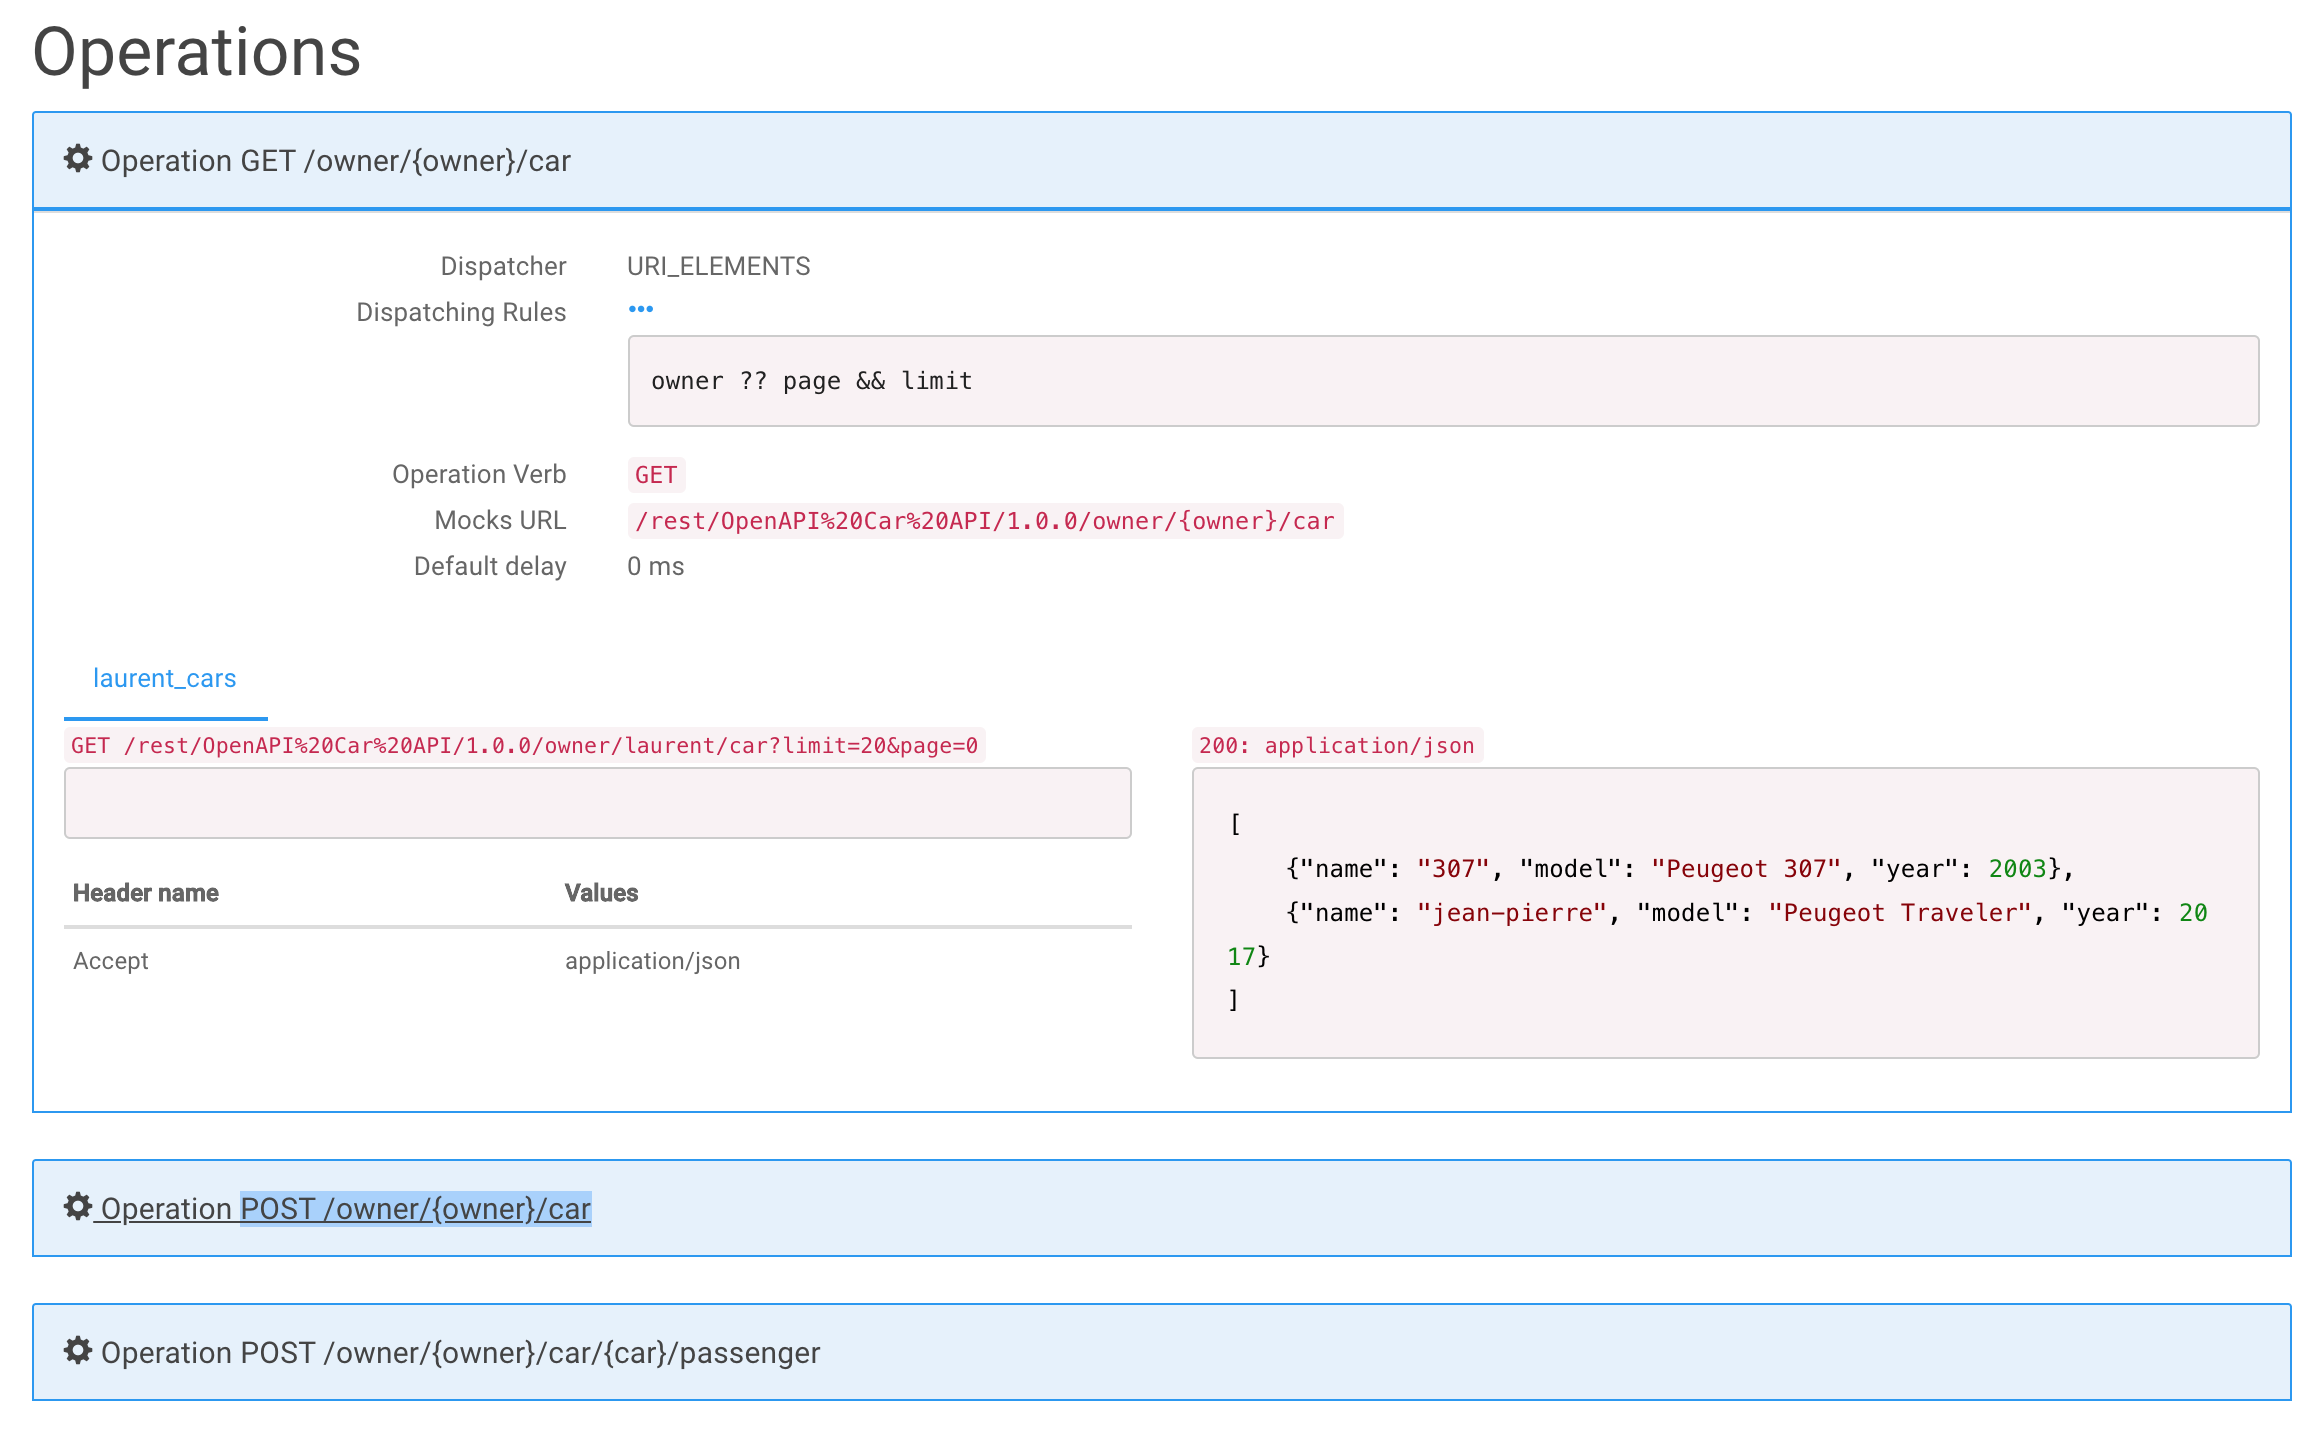 Operations
Operation GET /owner/{owner}/car
Dispatcher URI_ELEMENTS
Dispatching Rules •••
owner ?? page && limit
Operation Verb GET
Mocks URL /rest/OpenAPI%20Car%20API/1.0.0/owner/{owner}/car
Default delay 0 ms
laurent_cars
GET /rest/OpenAPI%20Car%20API/1.0.0/owner/laurent/car?limit=20&page=0
Header name Values
Accept application/json
200: application/json
[
    {"name": "307", "model": "Peugeot 307", "year": 2003},
    {"name": "jean-pierre", "model": "Peugeot Traveler", "year": 20
17}
]
Operation POST /owner/{owner}/car
Operation POST /owner/{owner}/car/{car}/passenger